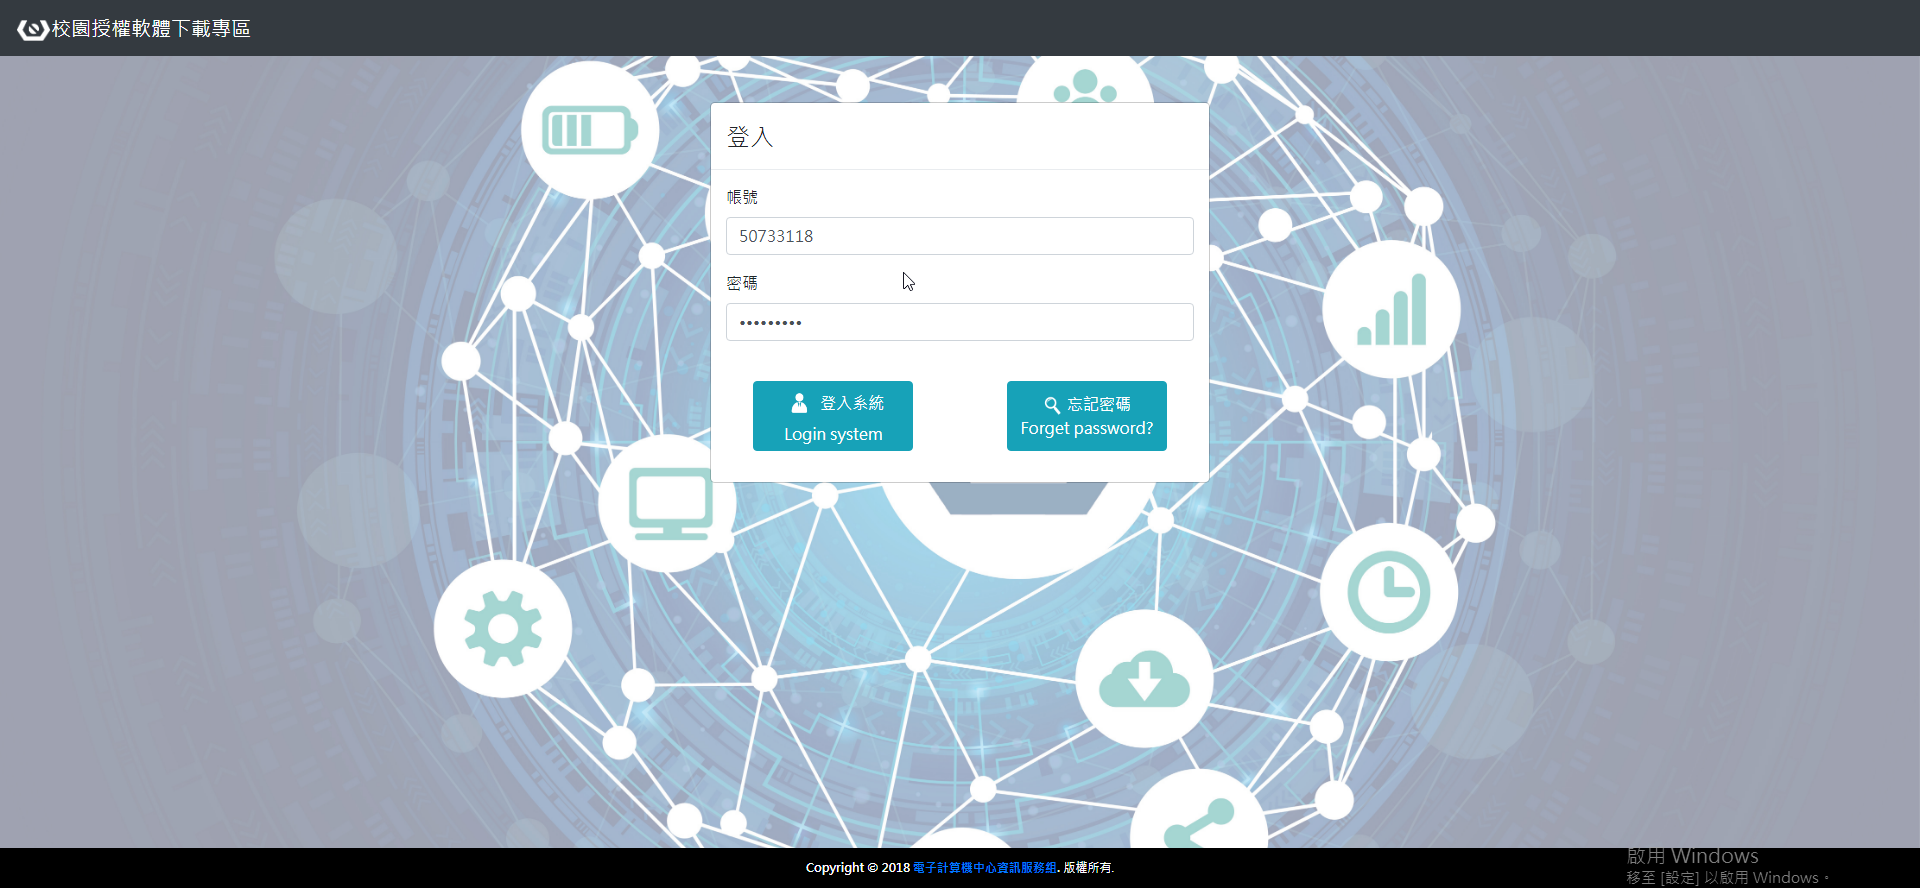 校園授權軟體下載專區
登入
帳號
50733118
密碼
•••••••••
登入系統
Login system
忘記密碼
Forget password?
Copyright © 2018 電子計算機中心資訊服務組. 版權所有.
啟用 Windows
移至 [設定] 以啟用 Windows。